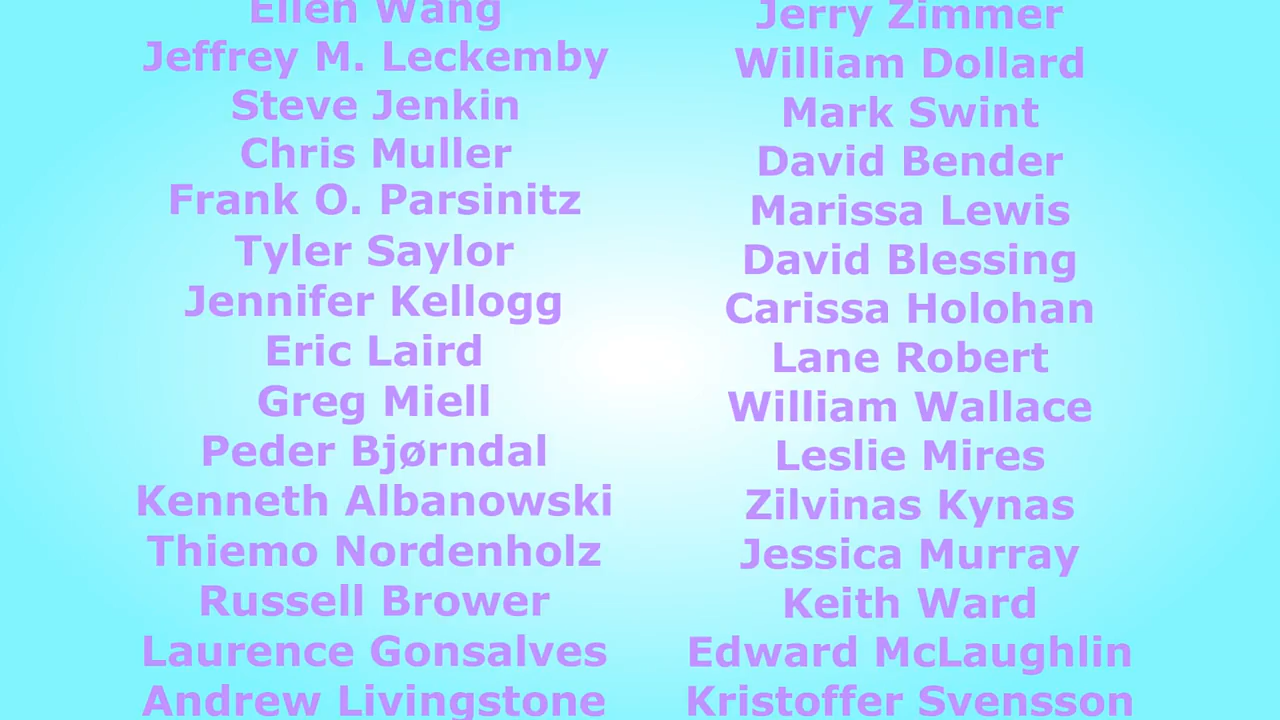 Ellen Wang
Jeffrey M. Leckemby
Steve Jenkin
Chris Muller
Frank O. Parsinitz
Tyler Saylor
Jennifer Kellogg
Eric Laird
Greg Miell
Peder Bjørndal
Kenneth Albanowski
Thiemo Nordenholz
Russell Brower
Laurence Gonsalves
Andrew Livingstone
Jerry Zimmer
William Dollard
Mark Swint
David Bender
Marissa Lewis
David Blessing
Carissa Holohan
Lane Robert
William Wallace
Leslie Mires
Zilvinas Kynas
Jessica Murray
Keith Ward
Edward McLaughlin
Kristoffer Svensson